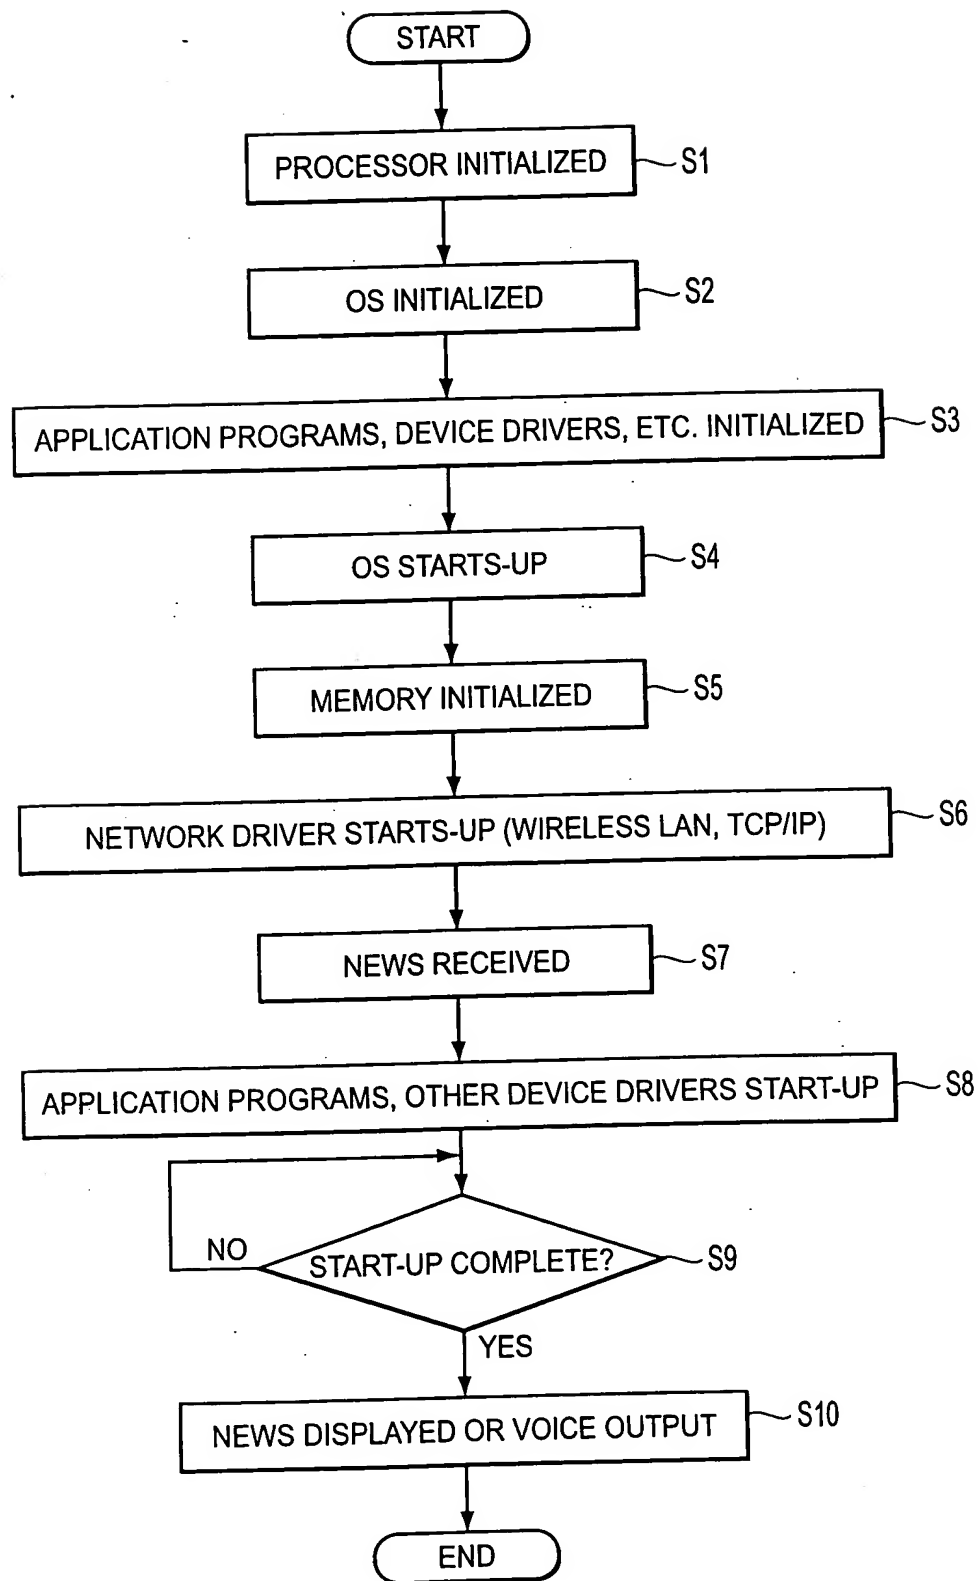 START
PROCESSOR INITIALIZED
S1
OS INITIALIZED
S2
APPLICATION PROGRAMS, DEVICE DRIVERS, ETC. INITIALIZED
S3
OS STARTS-UP
S4
MEMORY INITIALIZED
S5
NETWORK DRIVER STARTS-UP (WIRELESS LAN, TCP/IP)
S6
NEWS RECEIVED
S7
APPLICATION PROGRAMS, OTHER DEVICE DRIVERS START-UP
S8
NO
START-UP COMPLETE?
S9
YES
NEWS DISPLAYED OR VOICE OUTPUT
S10
END